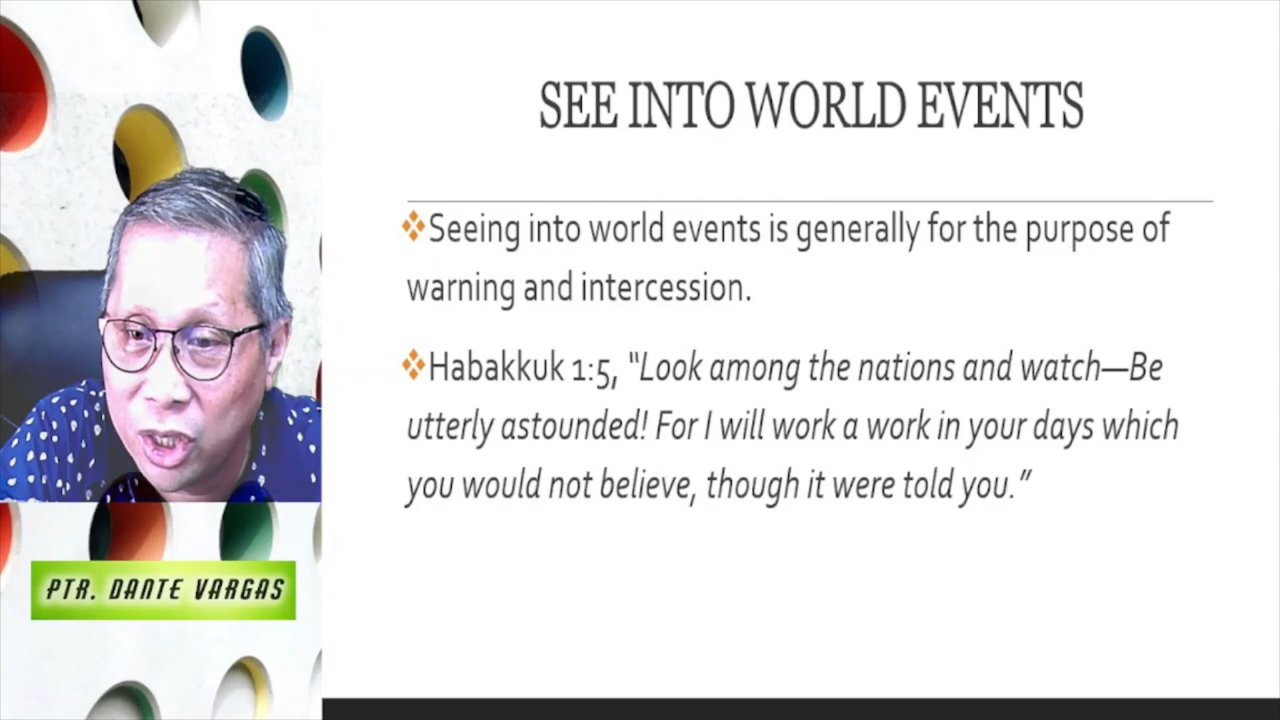 SEE INTO WORLD EVENTS
❖Seeing into world events is generally for the purpose of
warning and intercession.
❖Habakkuk 1:5, “Look among the nations and watch—Be
utterly astounded! For I will work a work in your days which
you would not believe, though it were told you.”
PTR. DANTE VARGAS